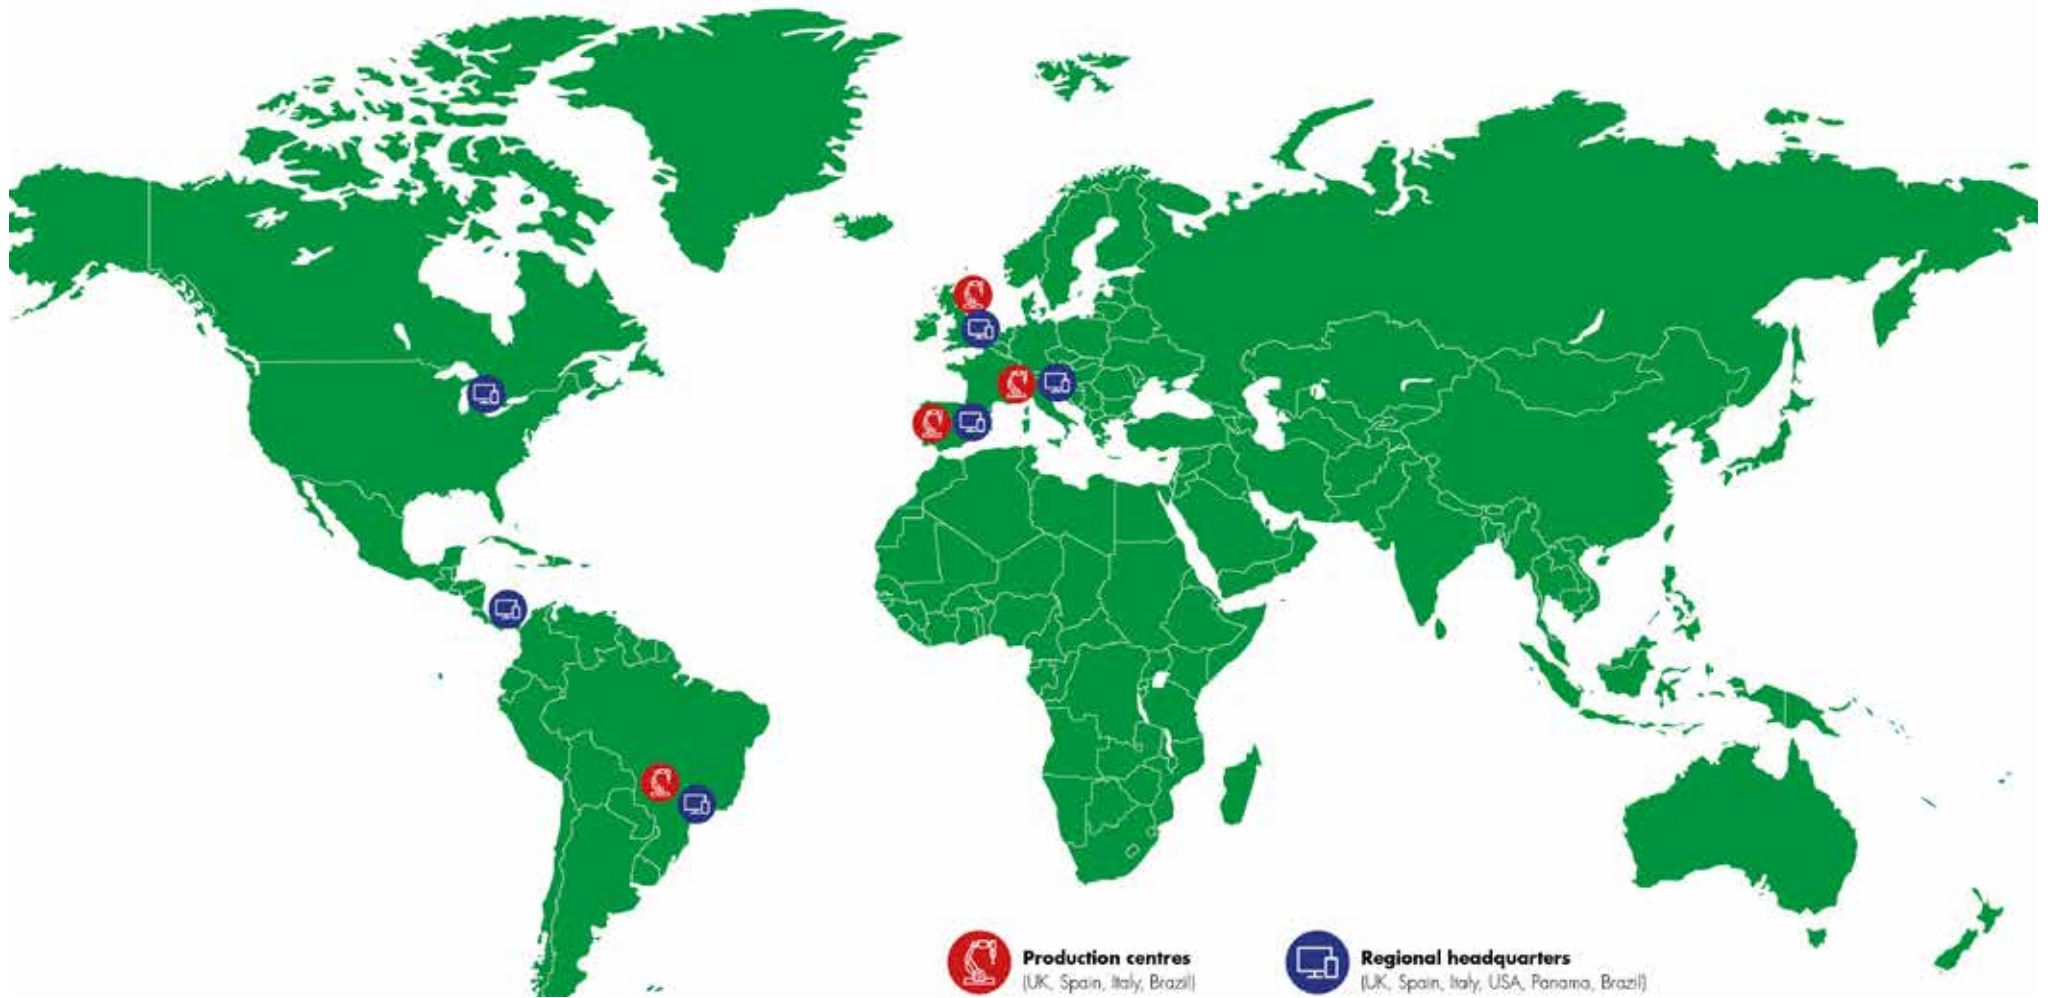 Production centres
(UK, Spain, Italy, Brazil)
Regional headquarters
(UK, Spain, Italy, USA, Panama, Brazil)